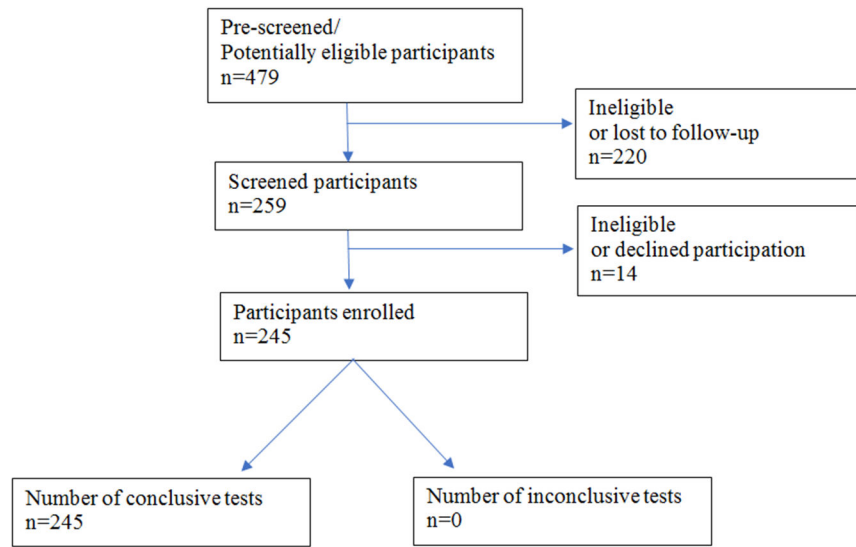 Pre-screened/
Potentially eligible participants
n=479
Ineligible
or lost to follow-up
n=220
Screened participants
n=259
Ineligible
or declined participation
n=14
Participants enrolled
n=245
Number of conclusive tests
n=245
Number of inconclusive tests
n=0